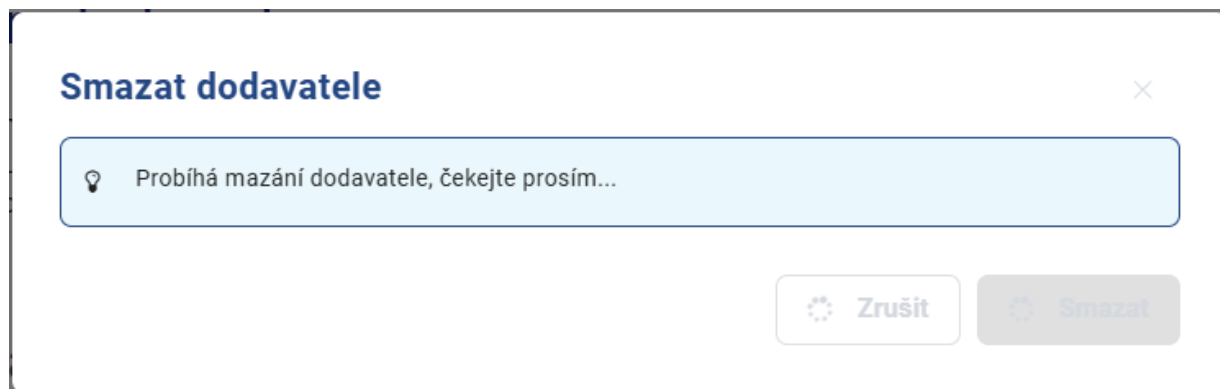 Smazat dodavatele
Probíhá mazání dodavatele, čekejte prosím...
Zrušit
Smazat